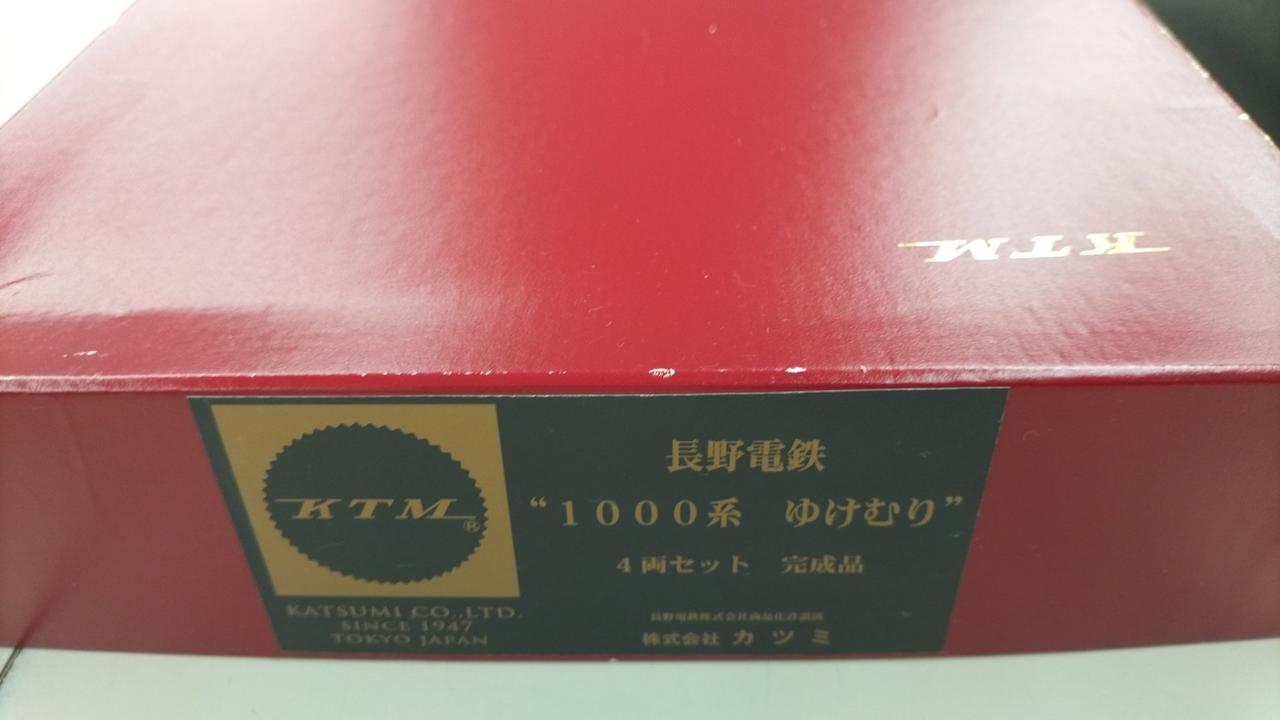 KTM
KTM®
KATSUMI CO.,LTD.
SINCE 1947
TOKYO JAPAN
長野電鉄
“1000系 ゆけむり”
4両セット 完成品
長野電鉄株式会社商品化許諾済
株式会社 カツミ